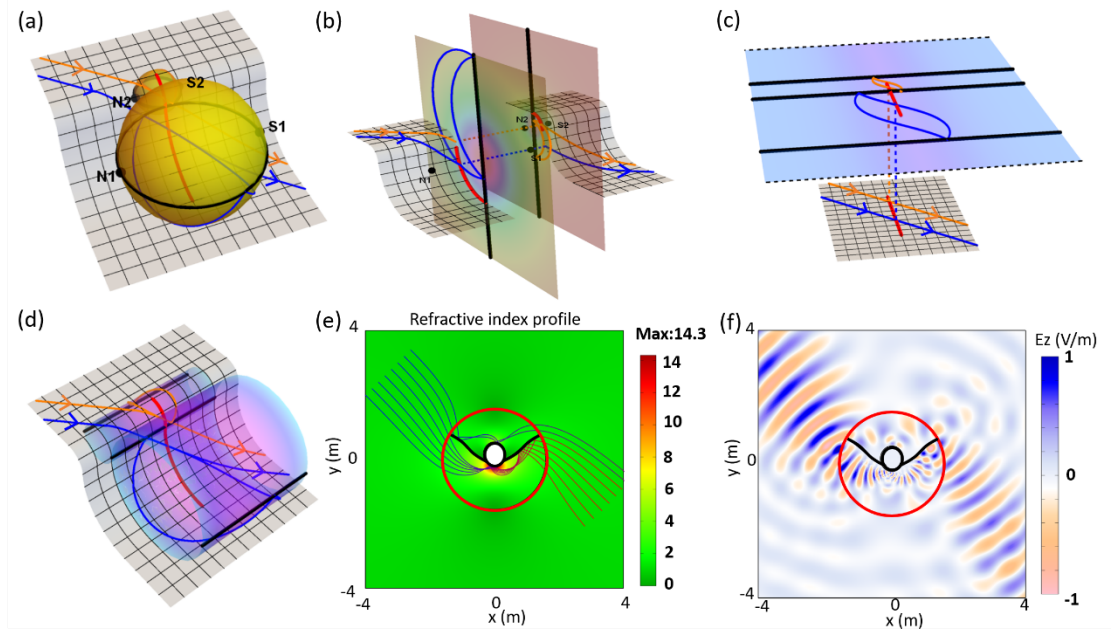 (a)
S2
N2
S1
N1
(b)
N2
S2
S1
N1
(c)
(d)
(e)
Refractive index profile
Max:14.3
4
y (m)
0
-4
-4
0
4
x (m)
14
12
10
8
6
4
2
0
(f)
Ez (V/m)
4
y (m)
0
-4
-4
0
4
x (m)
1
0
-1